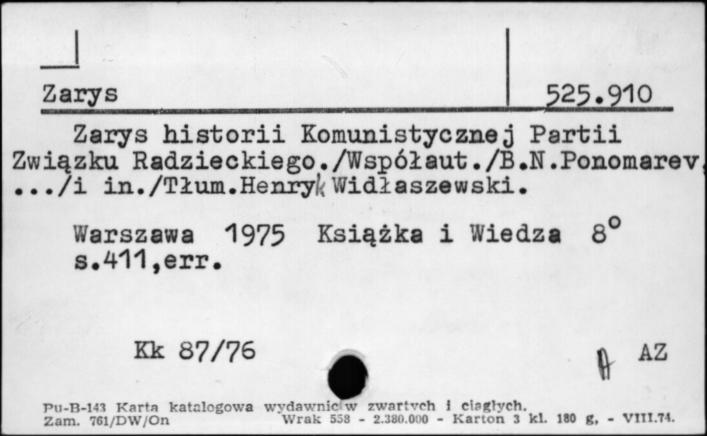 Zarys 525.910
Zarys historii Komunistycznej Partii
Związku Radzieckiego./Współaut./B.N.Ponomarev,
.../i in./Tłum.Henryk Widłaszewski.
Warszawa 1975 Książka i Wiedza 8°
s.411,err.
Kk 87/76 AZ
Pu-B-143 Karta katalogowa wydawnictw zwartych i ciągłych.
Zam. 761/DW/On Wrak 558 - 2.380.000 - Karton 3 kl. 180 g, - VIII.74.